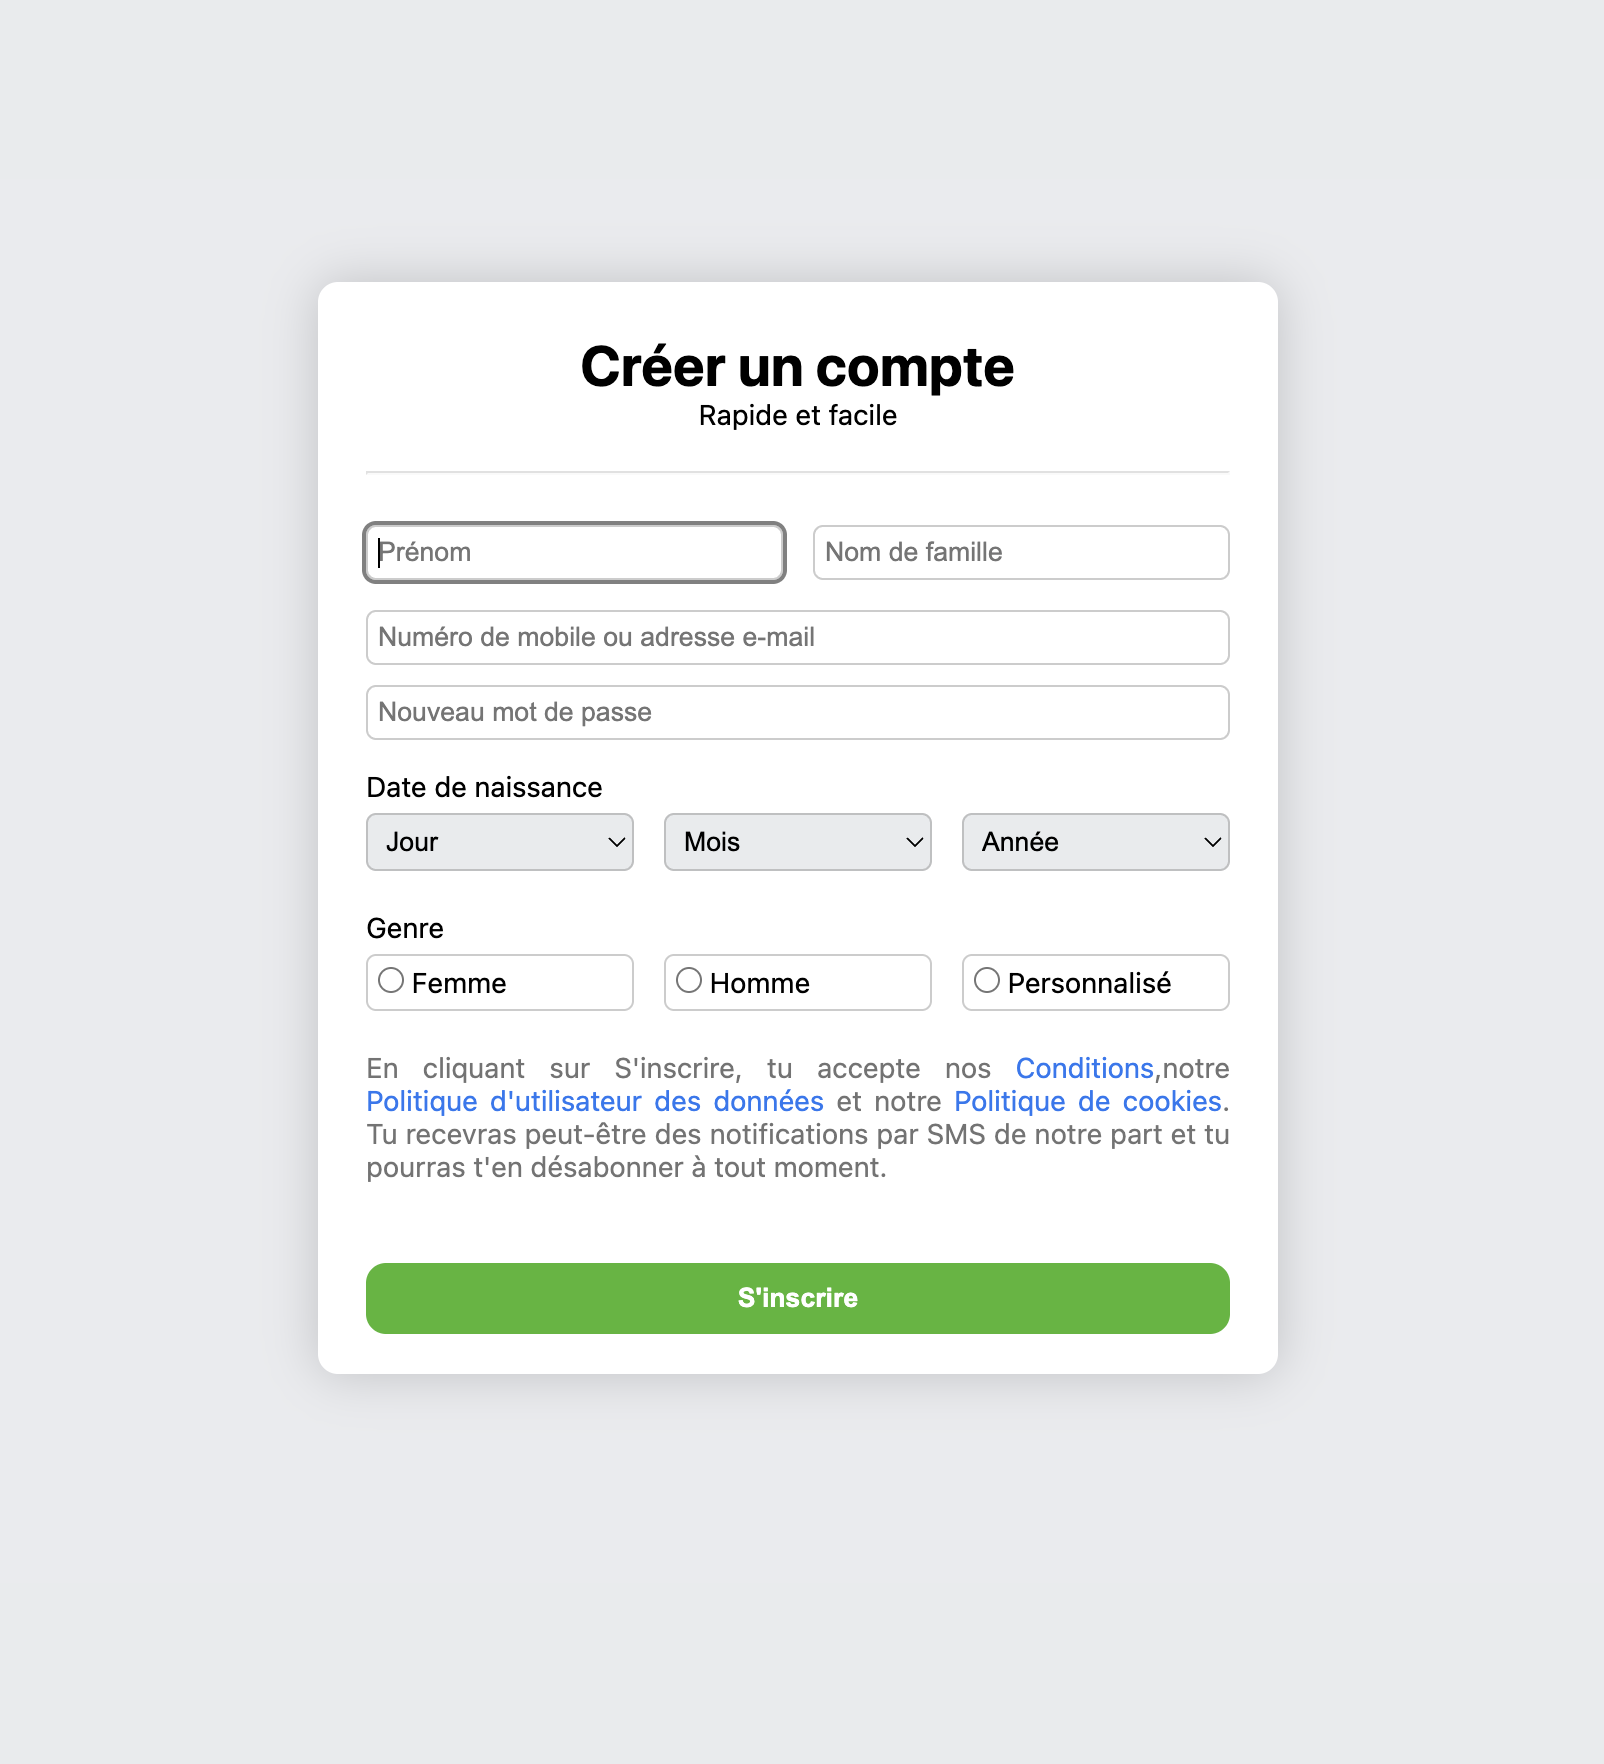 Créer un compte
Rapide et facile
Prénom
Nom de famille
Numéro de mobile ou adresse e-mail
Nouveau mot de passe
Date de naissance
Jour
Mois
Année
Genre
Femme
Homme
Personnalisé
En cliquant sur S'inscrire, tu accepte nos Conditions,notre
Politique d'utilisateur des données et notre Politique de cookies.
Tu recevras peut-être des notifications par SMS de notre part et tu
pourras t'en désabonner à tout moment.
S'inscrire